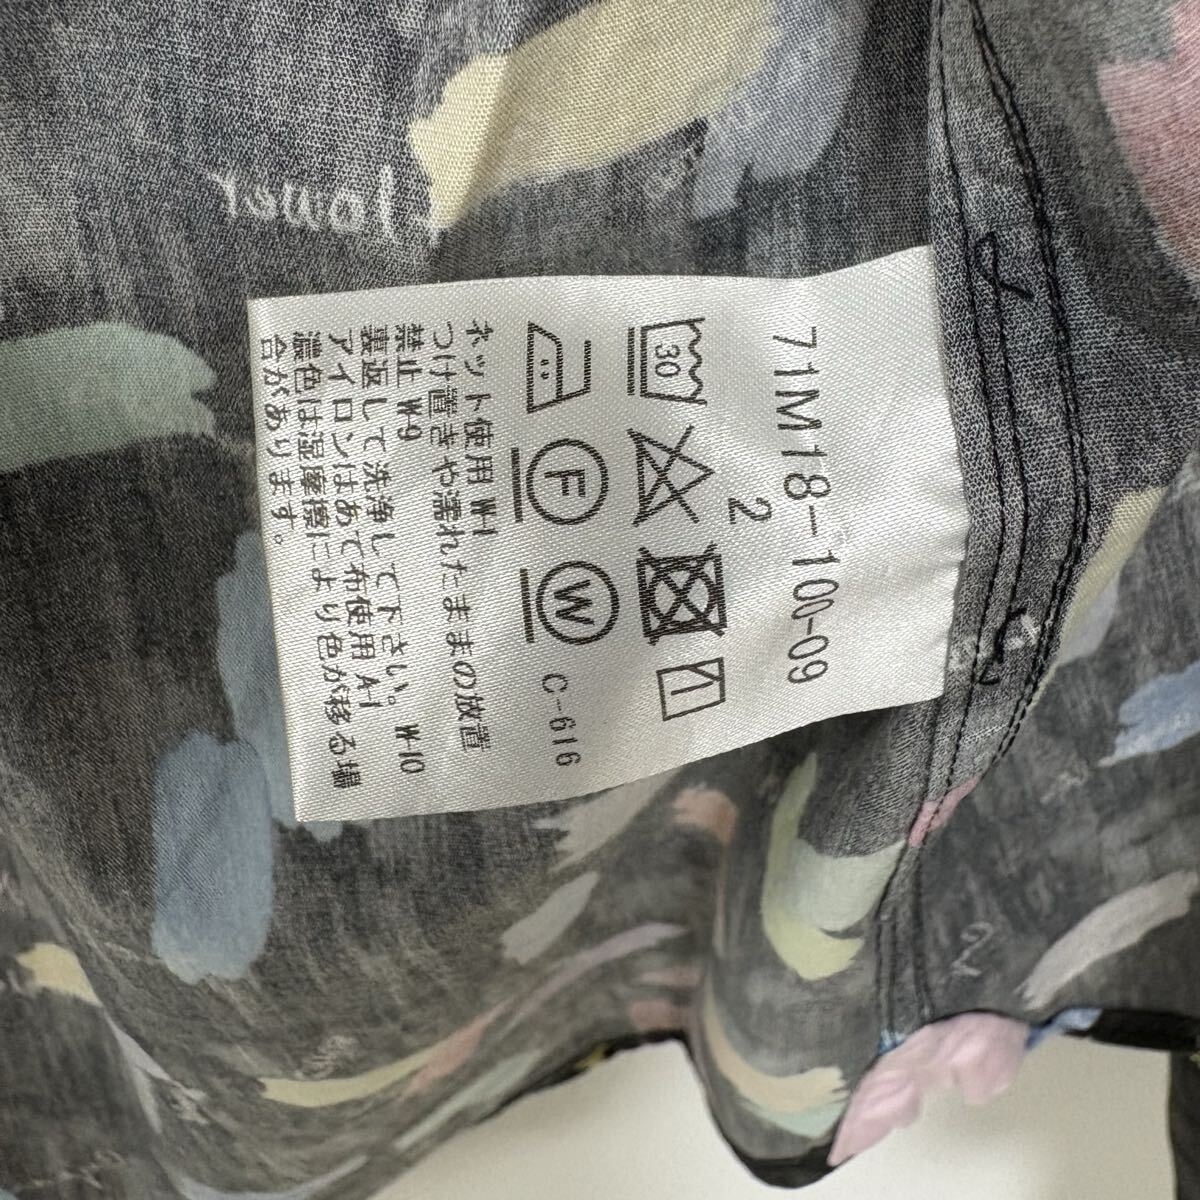 71M18-100-09
2
30
F
W
C-616
ネット使用 W-1
つけ置きや濡れたままの放置
禁止 W-9
裏返して洗浄して下さい。 W-10
アイロンはあて布使用 A-1
濃色は湿摩擦により色が移る場
合があります。